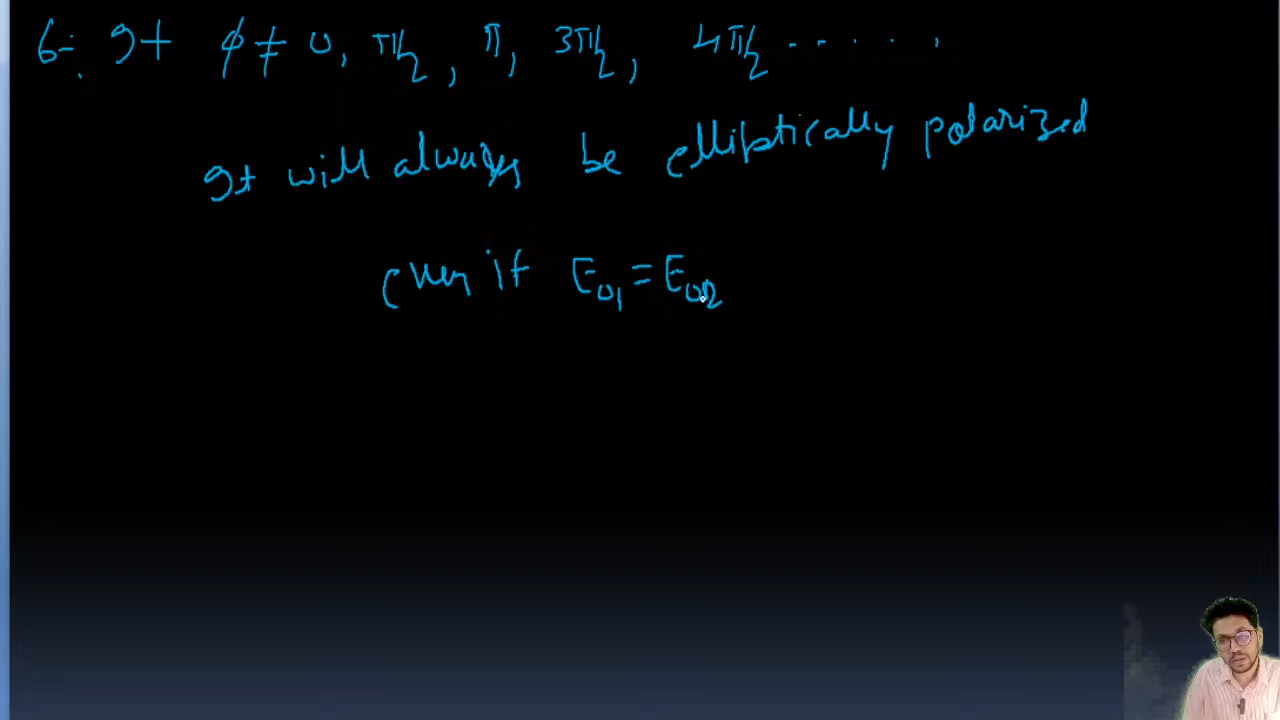 6:- If φ ≠ 0, π/2, π, 3π/2, 4π/2 ......
It will always be elliptically polarized
even if E₀₁ = E₀₂